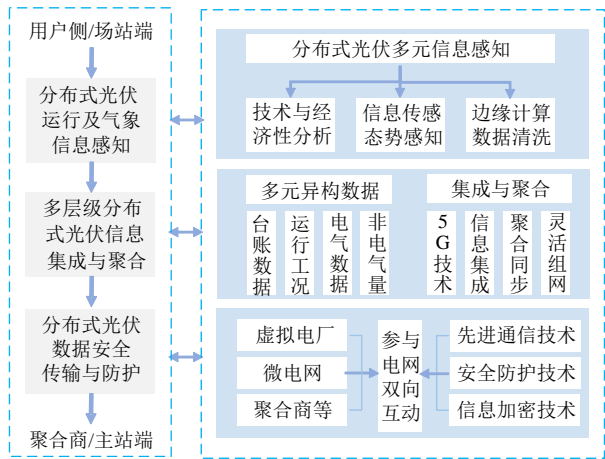 用户侧/场站端
分布式光伏
运行及气象
信息感知
多层级分布
式光伏信息
集成与聚合
分布式光伏
数据安全
传输与防护
聚合商/主站端
分布式光伏多元信息感知
技术与经
济性分析
信息传感
态势感知
边缘计算
数据清洗
多元异构数据
台账数据
运行工况
电气数据
非电气量
集成与聚合
5G技术
信息集成
聚合同步
灵活组网
虚拟电厂
微电网
聚合商等
参与
电网
双向
互动
先进通信技术
安全防护技术
信息加密技术